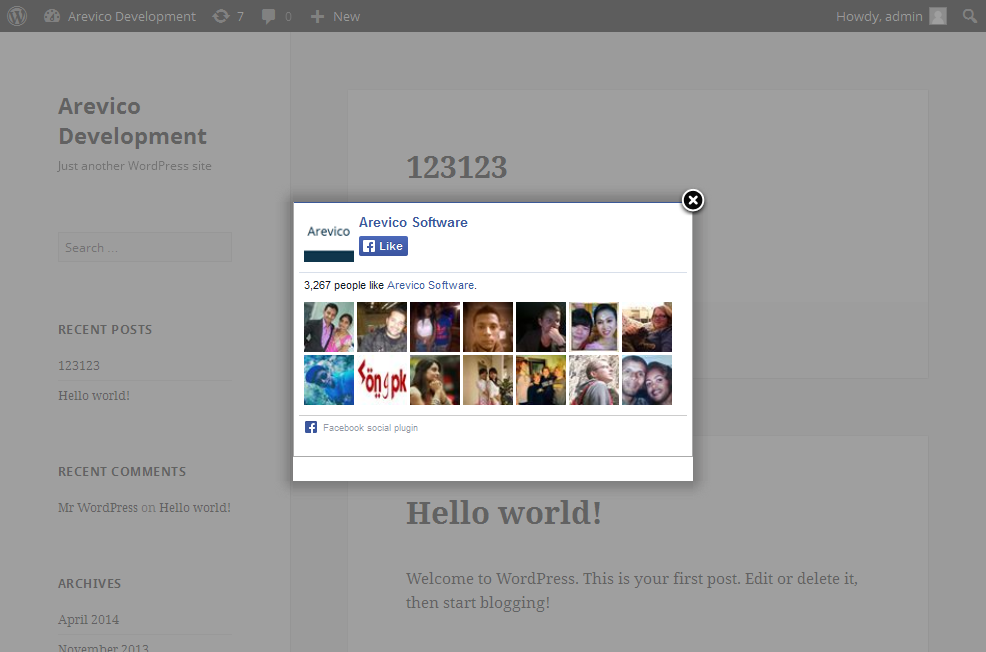 Arevico Development
7
0
New
Howdy, admin
Arevico
Development
Just another WordPress site
Search ...
RECENT POSTS
123123
Hello world!
RECENT COMMENTS
Mr WordPress on Hello world!
ARCHIVES
April 2014
November 2013
123123
Arevico
Arevico Software
Like
3,267 people like Arevico Software.
Facebook social plugin
Hello world!
Welcome to WordPress. This is your first post. Edit or delete it,
then start blogging!